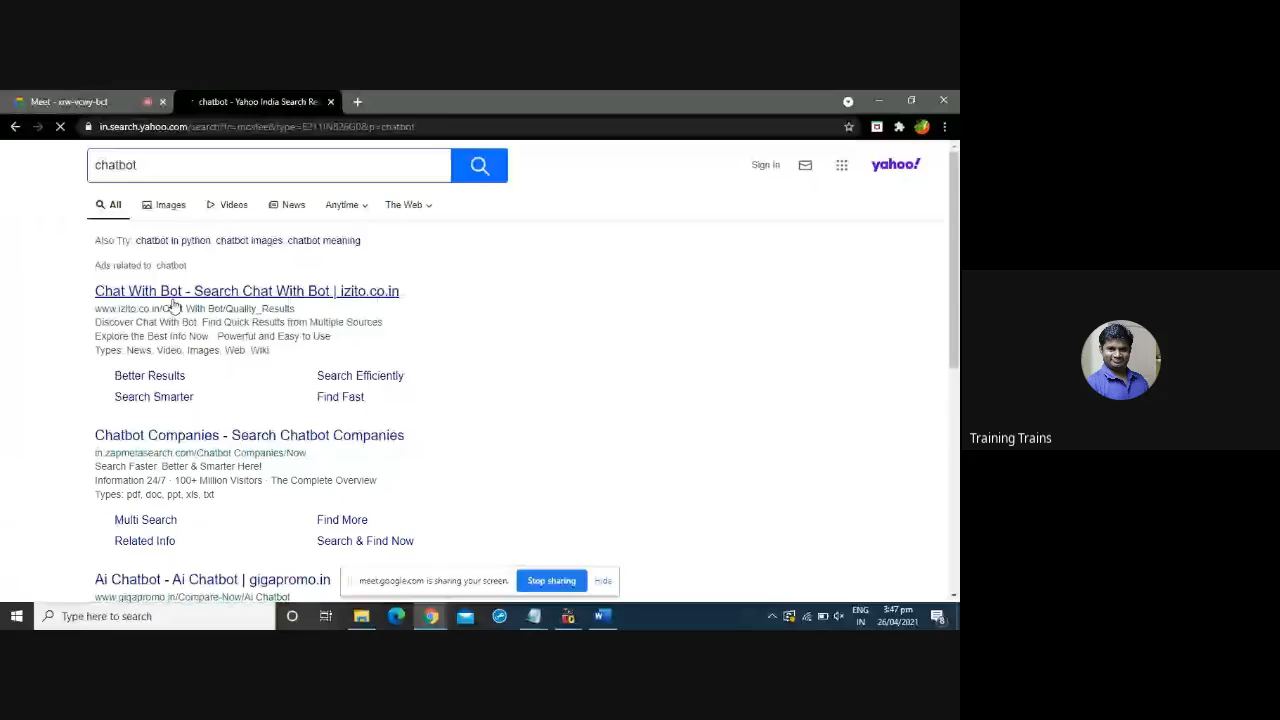 Meet - xrw-vcwy-bct
chatbot - Yahoo India Search Re
in.search.yahoo.com
chatbot
Sign in
yahoo!
All
Images
Videos
News
Anytime
The Web
Also Try: chatbot in python chatbot images chatbot meaning
Ads related to chatbot
Chat With Bot - Search Chat With Bot | izito.co.in
With Bot/Quality_Results
Discover Chat With Bot. Find Quick Results from Multiple Sources
Explore the Best Info Now · Powerful and Easy to Use
Types: News, Video, Images, Web, Wiki
Better Results
Search Efficiently
Search Smarter
Find Fast
Chatbot Companies - Search Chatbot Companies
in.zapmetasearch.com/Chatbot Companies/Now
Search Faster, Better & Smarter Here!
Information 24/7 · 100+ Million Visitors · The Complete Overview
Types: pdf, doc, ppt, xls, txt
Multi Search
Find More
Related Info
Search & Find Now
Ai Chatbot - Ai Chatbot | gigapromo.in
www.gigapromo.in/Compare-Now/Ai Chatbot
meet.google.com is sharing your screen.
Stop sharing
Hide
Type here to search
ENG
IN
3:47 pm
26/04/2021
8
Training Trains